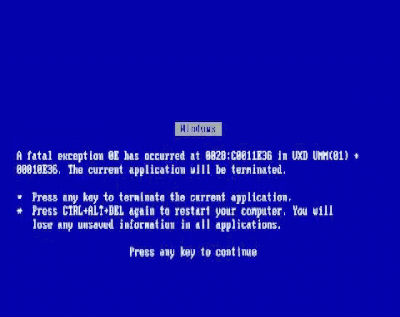 Windows
A fatal exception 0E has occurred at 0028:C0011E36 in VXD VMM(01) +
00010E36. The current application will be terminated.
* Press any key to terminate the current application.
* Press CTRL+ALT+DEL again to restart your computer. You will
lose any unsaved information in all applications.
Press any key to continue